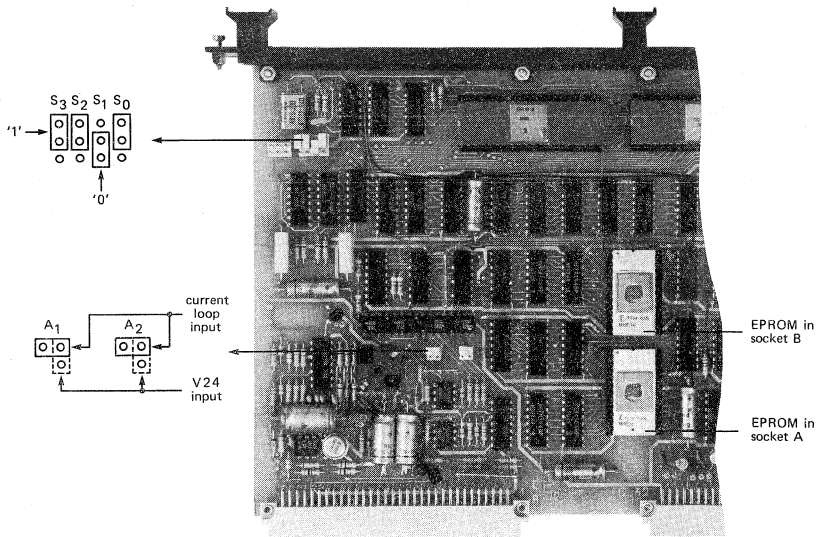 S3 S2 S1 S0
'1'
'0'
current
loop
input
A1 A2
V24
input
EPROM in
socket B
EPROM in
socket A